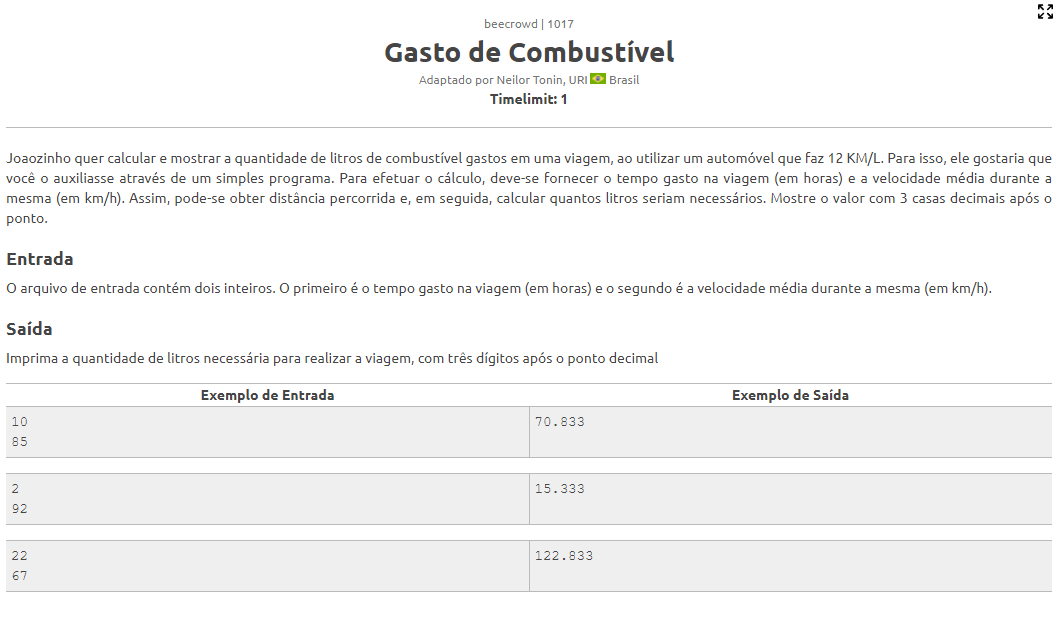 beecrowd | 1017
Gasto de Combustível
Adaptado por Neilor Tonin, URI Brasil
Timelimit: 1
Joaozinho quer calcular e mostrar a quantidade de litros de combustível gastos em uma viagem, ao utilizar um automóvel que faz 12 KM/L. Para isso, ele gostaria que
você o auxiliasse através de um simples programa. Para efetuar o cálculo, deve-se fornecer o tempo gasto na viagem (em horas) e a velocidade média durante a
mesma (em km/h). Assim, pode-se obter distância percorrida e, em seguida, calcular quantos litros seriam necessários. Mostre o valor com 3 casas decimais após o
ponto.
Entrada
O arquivo de entrada contém dois inteiros. O primeiro é o tempo gasto na viagem (em horas) e o segundo é a velocidade média durante a mesma (em km/h).
Saída
Imprima a quantidade de litros necessária para realizar a viagem, com três dígitos após o ponto decimal
Exemplo de Entrada Exemplo de Saída
10 70.833
85
2 15.333
92
22 122.833
67